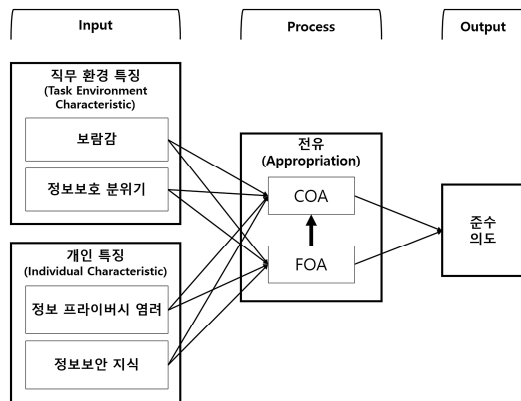 Input
Process
Output
직무 환경 특징
(Task Environment
Characteristic)
보람감
정보보호 분위기
개인 특징
(Individual Characteristic)
정보 프라이버시 염려
정보보안 지식
전유
(Appropriation)
COA
FOA
준수
의도